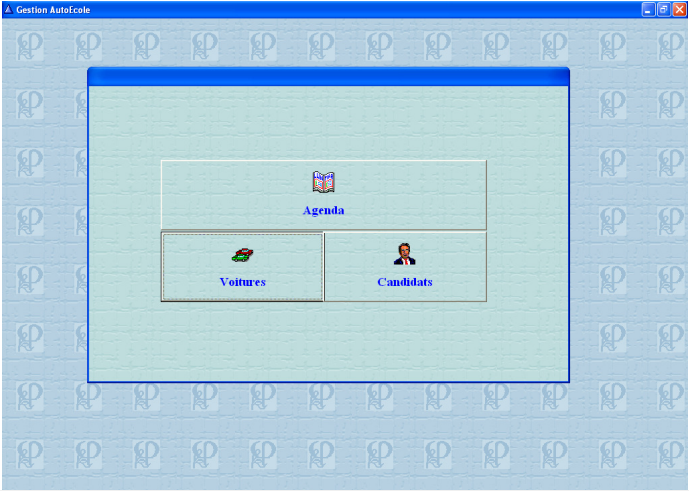 Gestion AutoEcole
Agenda
Voitures
Candidats